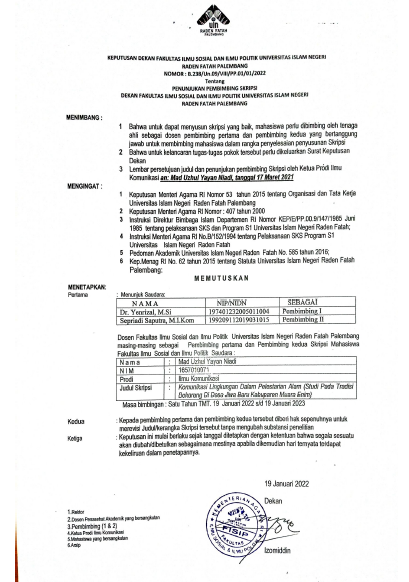 uin
RADEN FATAH
PALEMBANG
KEPUTUSAN DEKAN FAKULTAS ILMU SOSIAL DAN ILMU POLITIK UNIVERSITAS ISLAM NEGERI
RADEN FATAH PALEMBANG
NOMOR : B.238/Un.09/VIII/PP.01/01/2022
Tentang
PENUNJUKAN PEMBIMBING SKRIPSI
DEKAN FAKULTAS ILMU SOSIAL DAN ILMU POLITIK UNIVERSITAS ISLAM NEGERI
RADEN FATAH PALEMBANG
MENIMBANG :
1 Bahwa untuk dapat menyusun skripsi yang baik, mahasiswa perlu dibimbing oleh tenaga
ahli sebagai dosen pembimbing pertama dan pembimbing kedua yang bertanggung
jawab untuk membimbing mahasiswa dalam rangka penyelesaian penyusunan Skripsi.
2 Bahwa untuk kelancaran tugas-tugas pokok tersebut perlu dikeluarkan Surat Keputusan
Dekan
3 Lembar persetujuan judul dan penunjukan pembimbing Skripsi oleh Ketua Prodi Ilmu
Komunikasi an: Mad Uzhul Yayan Niadi, tanggal 17 Maret 2021
MENGINGAT :
1 Keputusan Menteri Agama RI Nomor 53 tahun 2015 tentang Organisasi dan Tata Kerja
Universitas Islam Negeri Raden Fatah Palembang
2 Keputusan Menteri Agama RI Nomor : 407 tahun 2000
3 Instruksi Direktur Bimbaga Islam Departemen RI Nomor KEP/E/PP.00.9/147/1985 Juni
1985 tentang pelaksanaan SKS dan Program S1 Universitas Islam Negeri Raden Fatah;
4 Instruksi Menteri Agama RI No.B/152/1994 tentang Pelaksanaan SKS Program S1
Universitas Islam Negeri Raden Fatah
5 Pedoman Akademik Universitas Islam Negeri Raden Fatah No. 585 tahun 2016;
6 Kep.Menag RI No. 62 tahun 2015 tentang Statuta Universitas Islam Negeri Raden Fatah
Palembang;
M E M U T U S K A N
MENETAPKAN:
Pertama : Menunjuk Saudara:
N A M A NIP/NIDN SEBAGAI
Dr. Yenrizal, M.Si 197401232005011004 Pembimbing I
Sepriadi Saputra, M.I.Kom 199209112019031015 Pembimbing II
Dosen Fakultas Ilmu Sosial dan Ilmu Politik Universitas Islam Negeri Raden Fatah Palembang
masing-masing sebagai Pembimbing pertama dan Pembimbing kedua Skripsi Mahasiswa
Fakultas Ilmu Sosial dan Ilmu Politik Saudara :
N a m a : Mad Uzhul Yayon Niadi
N I M : 1657010071
Prodi : Ilmu Komunikasi
Judul Skripsi : Komunikasi Lingkungan Dalam Pelestarian Alam (Studi Pada Tradisi
Bekarang Di Desa Jiwa Baru Kabupaten Muara Enim)
Masa bimbingan : Satu Tahun TMT. 19 Januari 2022 s/d 19 Januari 2023
Kedua : Kepada pembimbing pertama dan pembimbing kedua tersebut diberi hak sepenuhnya untuk
merevisi Judul/kerangka Skripsi tersebut tanpa mengubah substansi penelitian
Ketiga : Keputusan ini mulai berlaku sejak tanggal ditetapkan dengan ketentuan bahwa segala sesuatu
akan diubah/dibetulkan sebagaimana mestinya apabila dikemudian hari ternyata terdapat
kekeliruan dalam penetapannya.
19 Januari 2022
Dekan
KEMENTERIAN AGAMA
FISIP
FAKULTAS
ILMU SOSIAL & ILMU POLITIK
Izomiddin
1.Rektor
2.Dosen Penasehat Akademik yang bersangkutan
3.Pembimbing (1 & 2)
4.Ketua Prodi Ilmu Komunikasi
5.Mahasiswa yang bersangkutan
6.Arsip